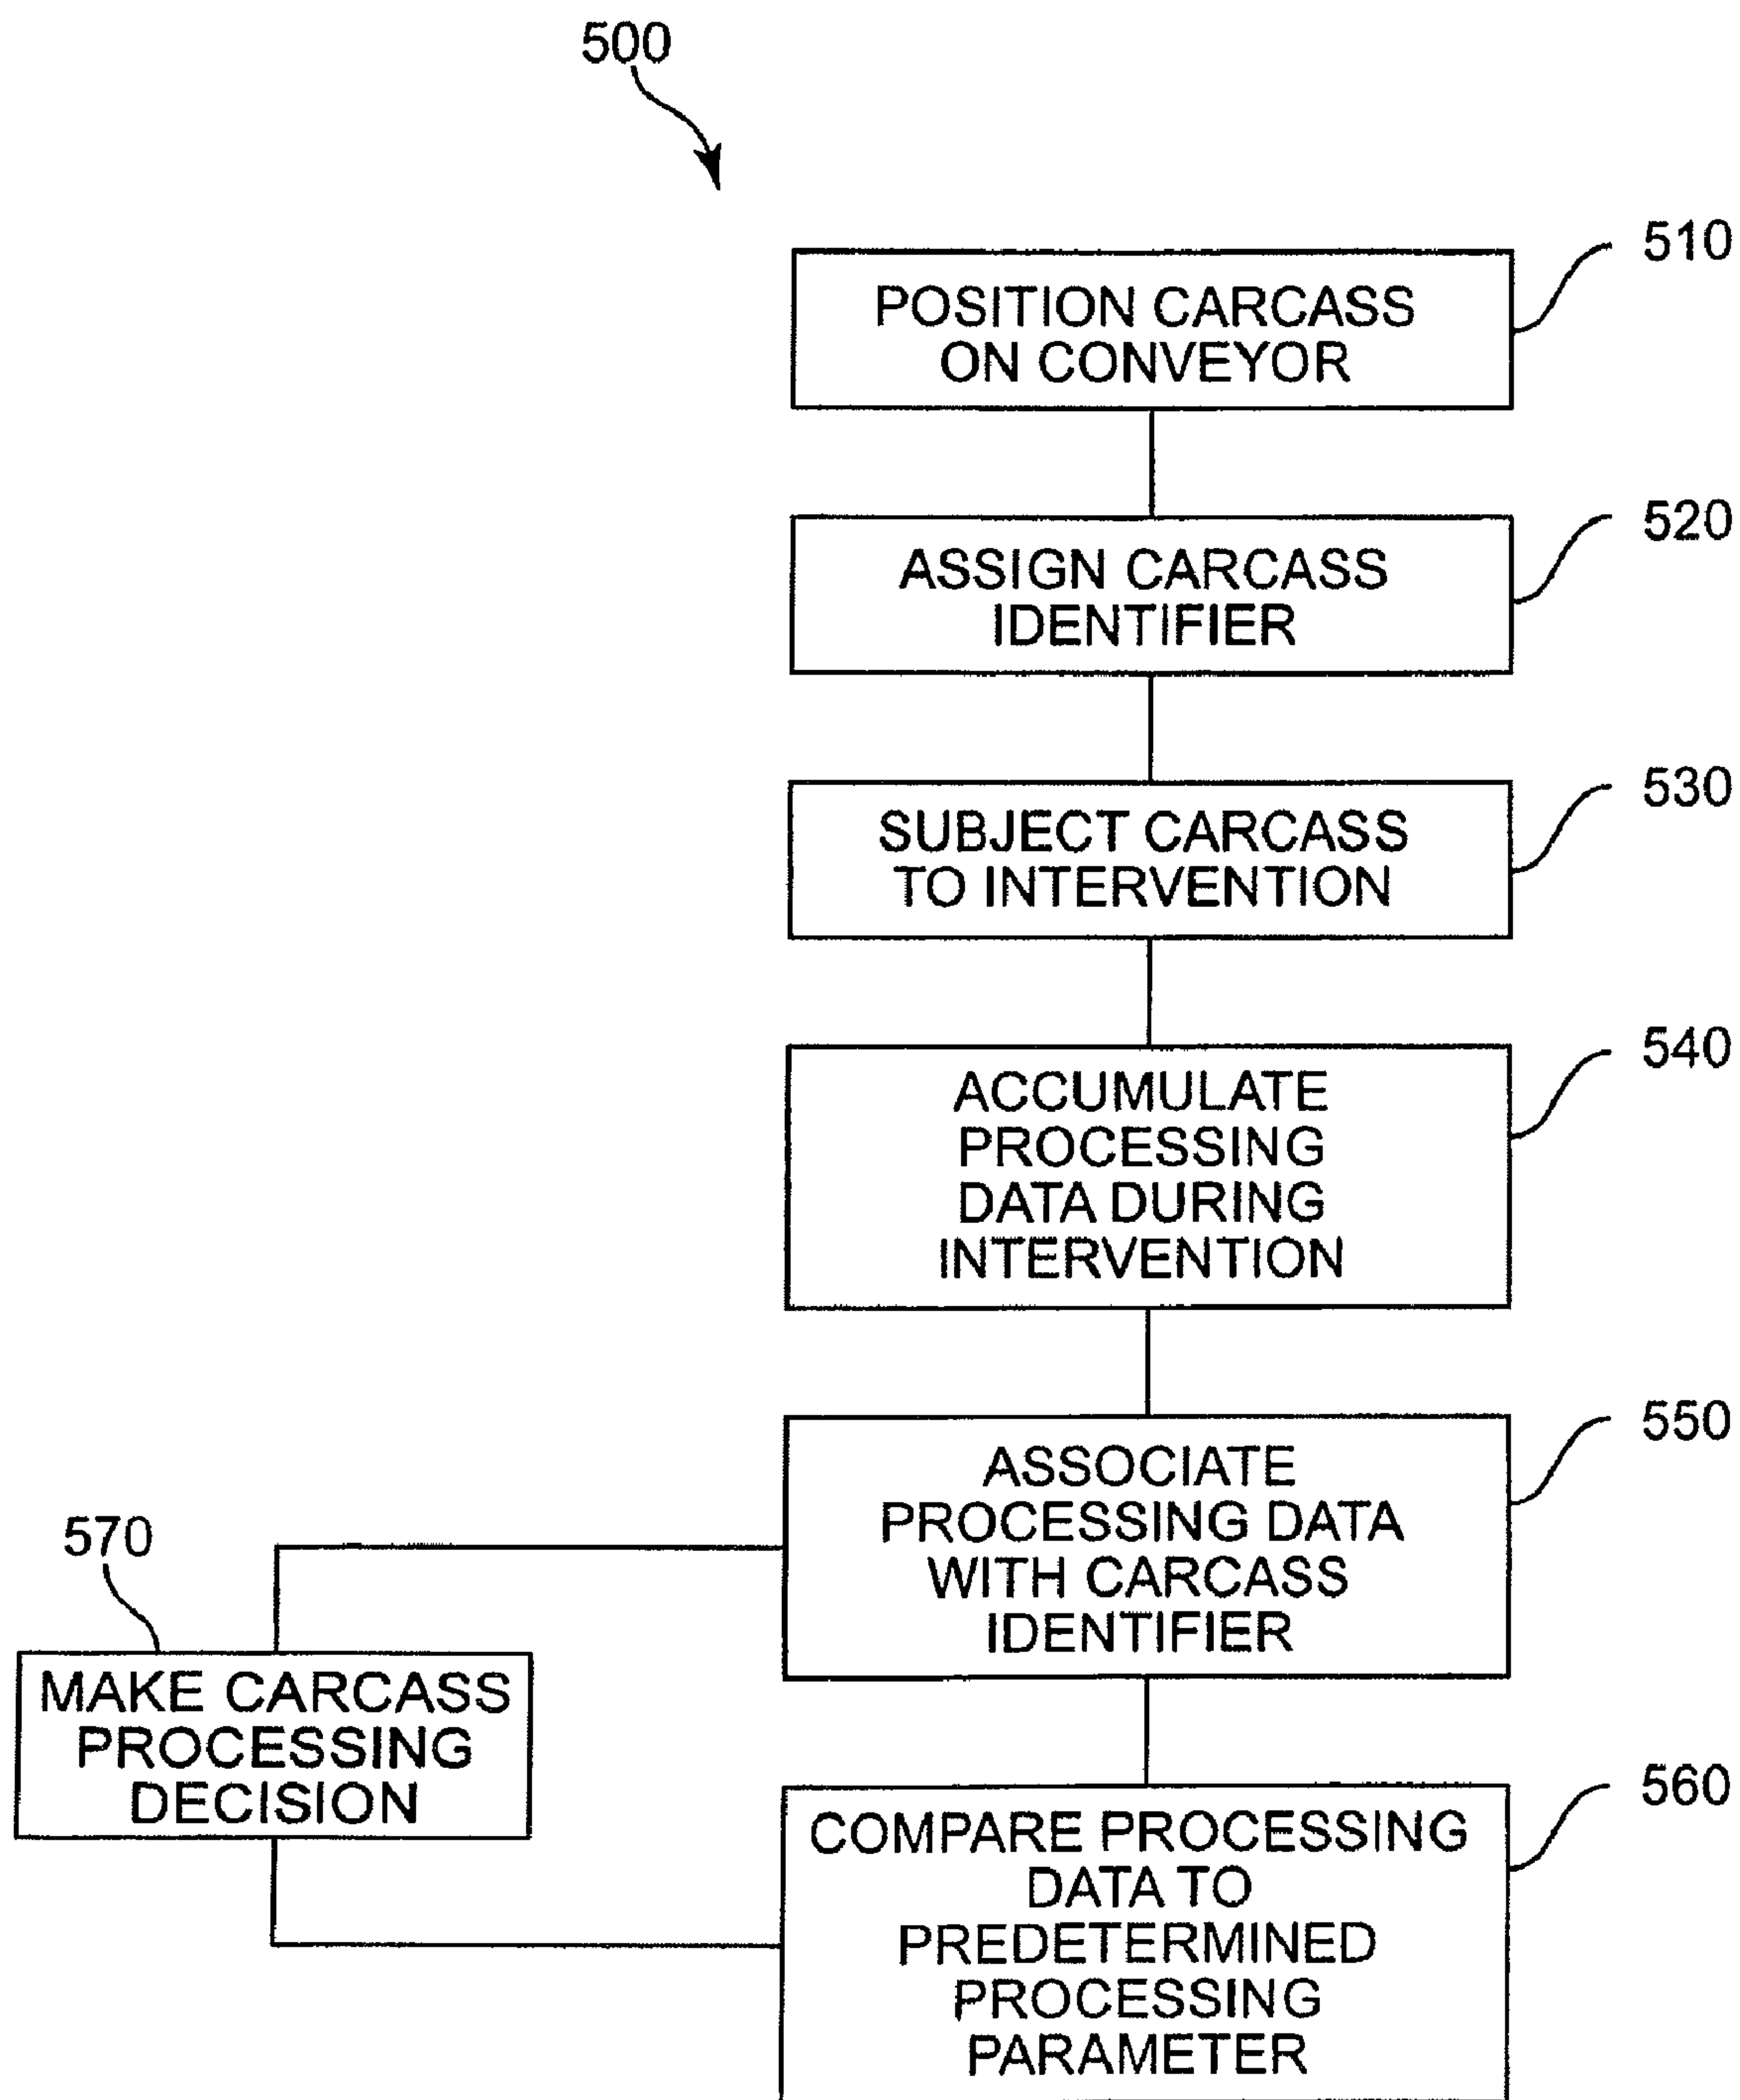 500
510
POSITION CARCASS
ON CONVEYOR
520
ASSIGN CARCASS
IDENTIFIER
530
SUBJECT CARCASS
TO INTERVENTION
540
ACCUMULATE
PROCESSING
DATA DURING
INTERVENTION
550
ASSOCIATE
PROCESSING DATA
WITH CARCASS
IDENTIFIER
570
MAKE CARCASS
PROCESSING
DECISION
560
COMPARE PROCESSING
DATA TO
PREDETERMINED
PROCESSING
PARAMETER